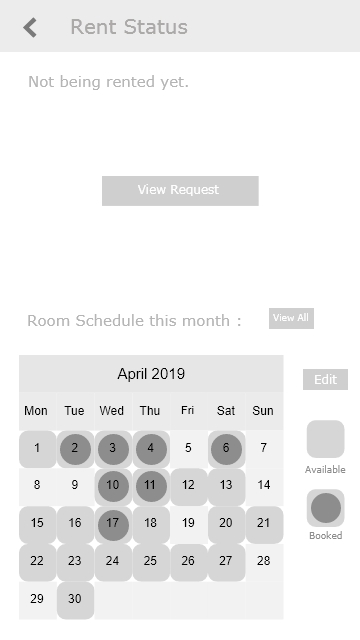 Rent Status
Not being rented yet.
View Request
Room Schedule this month :
View All
April 2019
Edit
Mon Tue Wed Thu Fri Sat Sun
1 2 3 4 5 6 7
Available
8 9 10 11 12 13 14
15 16 17 18 19 20 21
Booked
22 23 24 25 26 27 28
29 30